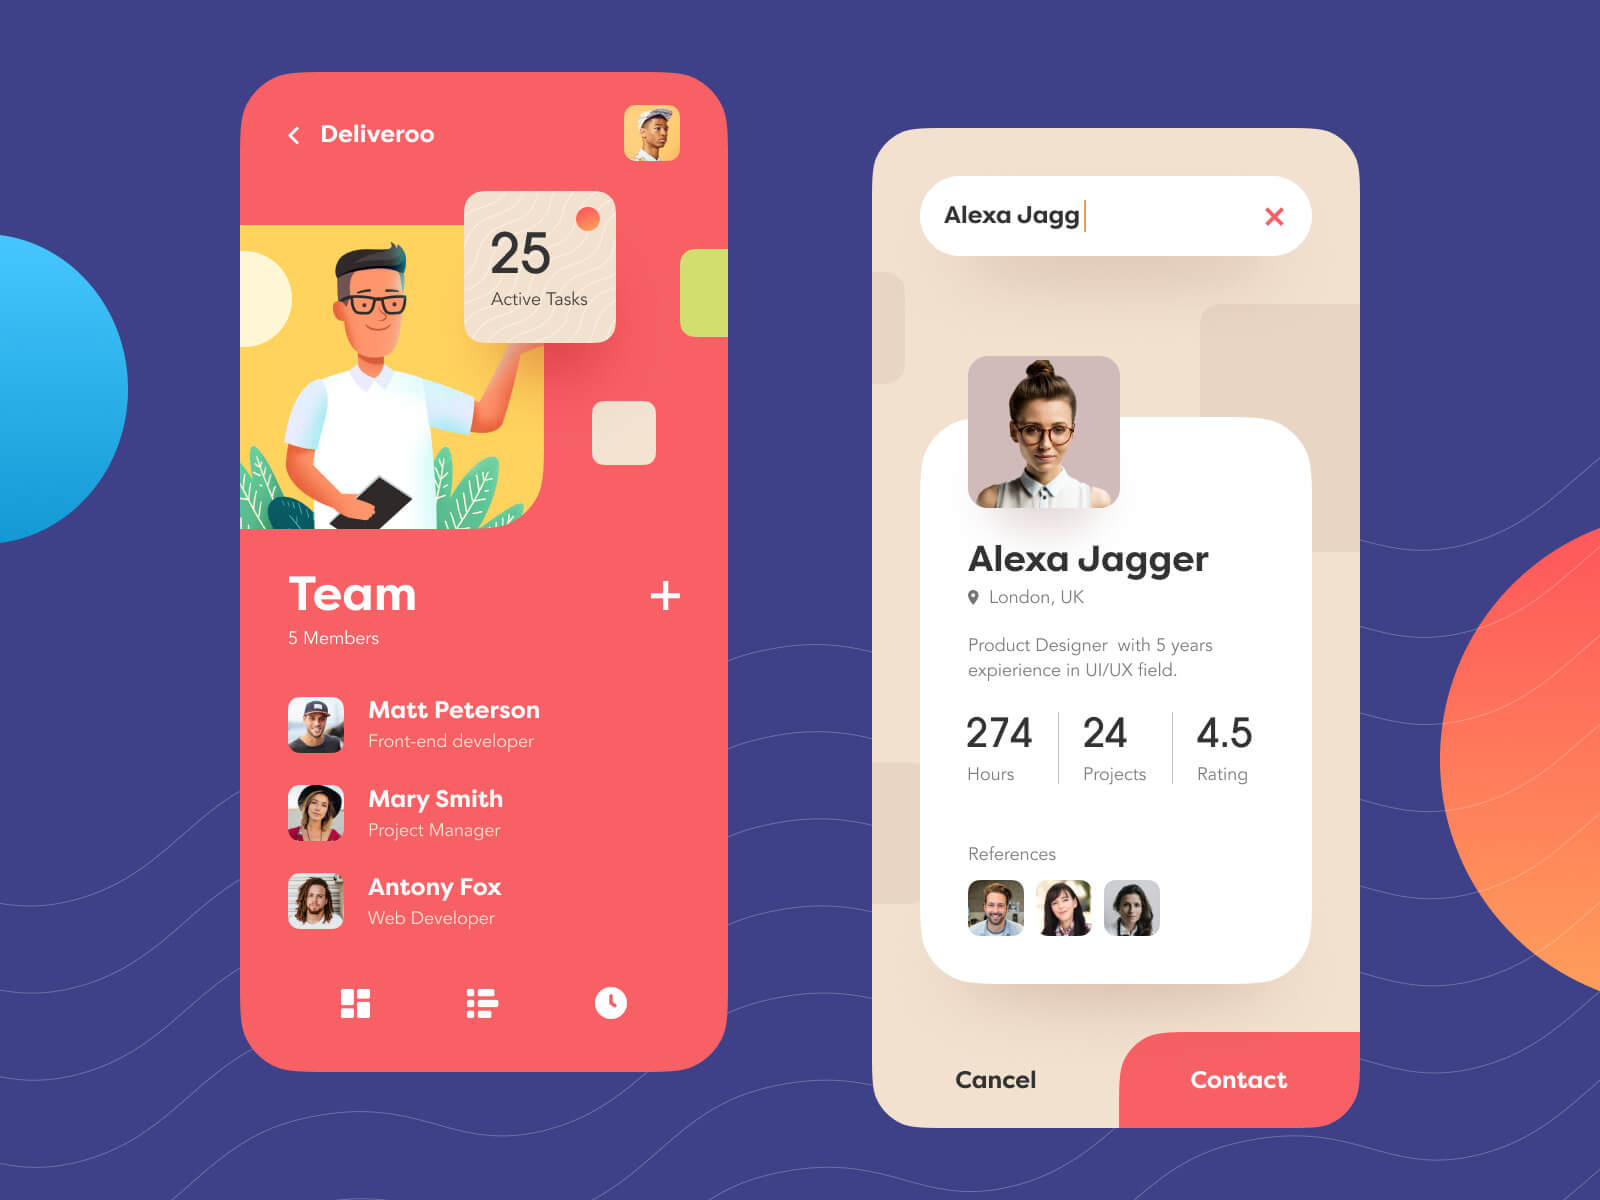 Deliveroo
25
Active Tasks
Team
5 Members
Matt Peterson
Front-end developer
Mary Smith
Project Manager
Antony Fox
Web Developer
Alexa Jagg
Alexa Jagger
London, UK
Product Designer with 5 years
expierience in UI/UX field.
274 24 4.5
Hours Projects Rating
References
Cancel Contact